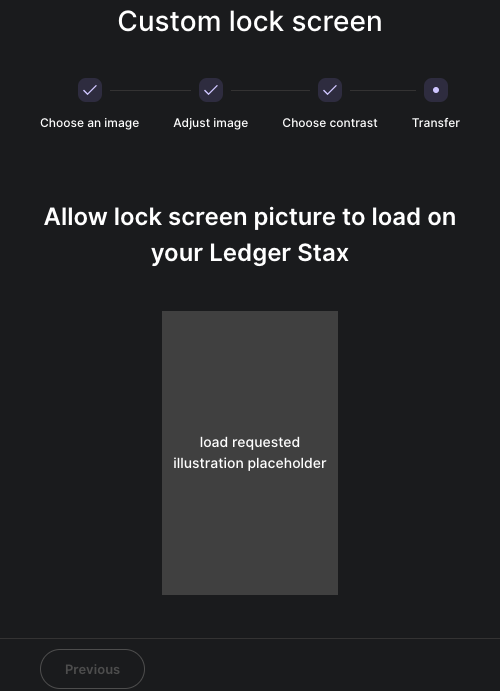 Custom lock screen
Choose an image
Adjust image
Choose contrast
Transfer
Allow lock screen picture to load on
your Ledger Stax
load requested
illustration placeholder
Previous